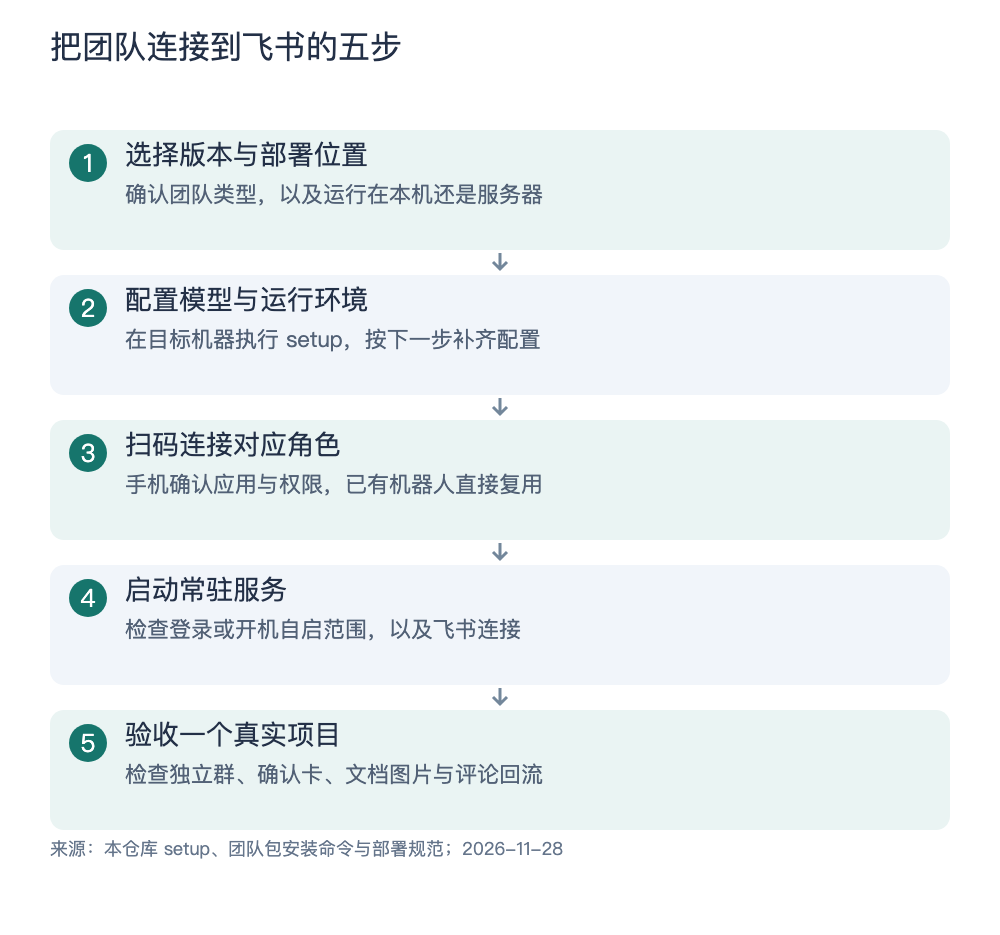 把团队连接到飞书的五步
1
选择版本与部署位置
确认团队类型，以及运行在本机还是服务器
2
配置模型与运行环境
在目标机器执行 setup，按下一步补齐配置
3
扫码连接对应角色
手机确认应用与权限，已有机器人直接复用
4
启动常驻服务
检查登录或开机自启范围，以及飞书连接
5
验收一个真实项目
检查独立群、确认卡、文档图片与评论回流
来源：本仓库 setup、团队包安装命令与部署规范；2026–11–28